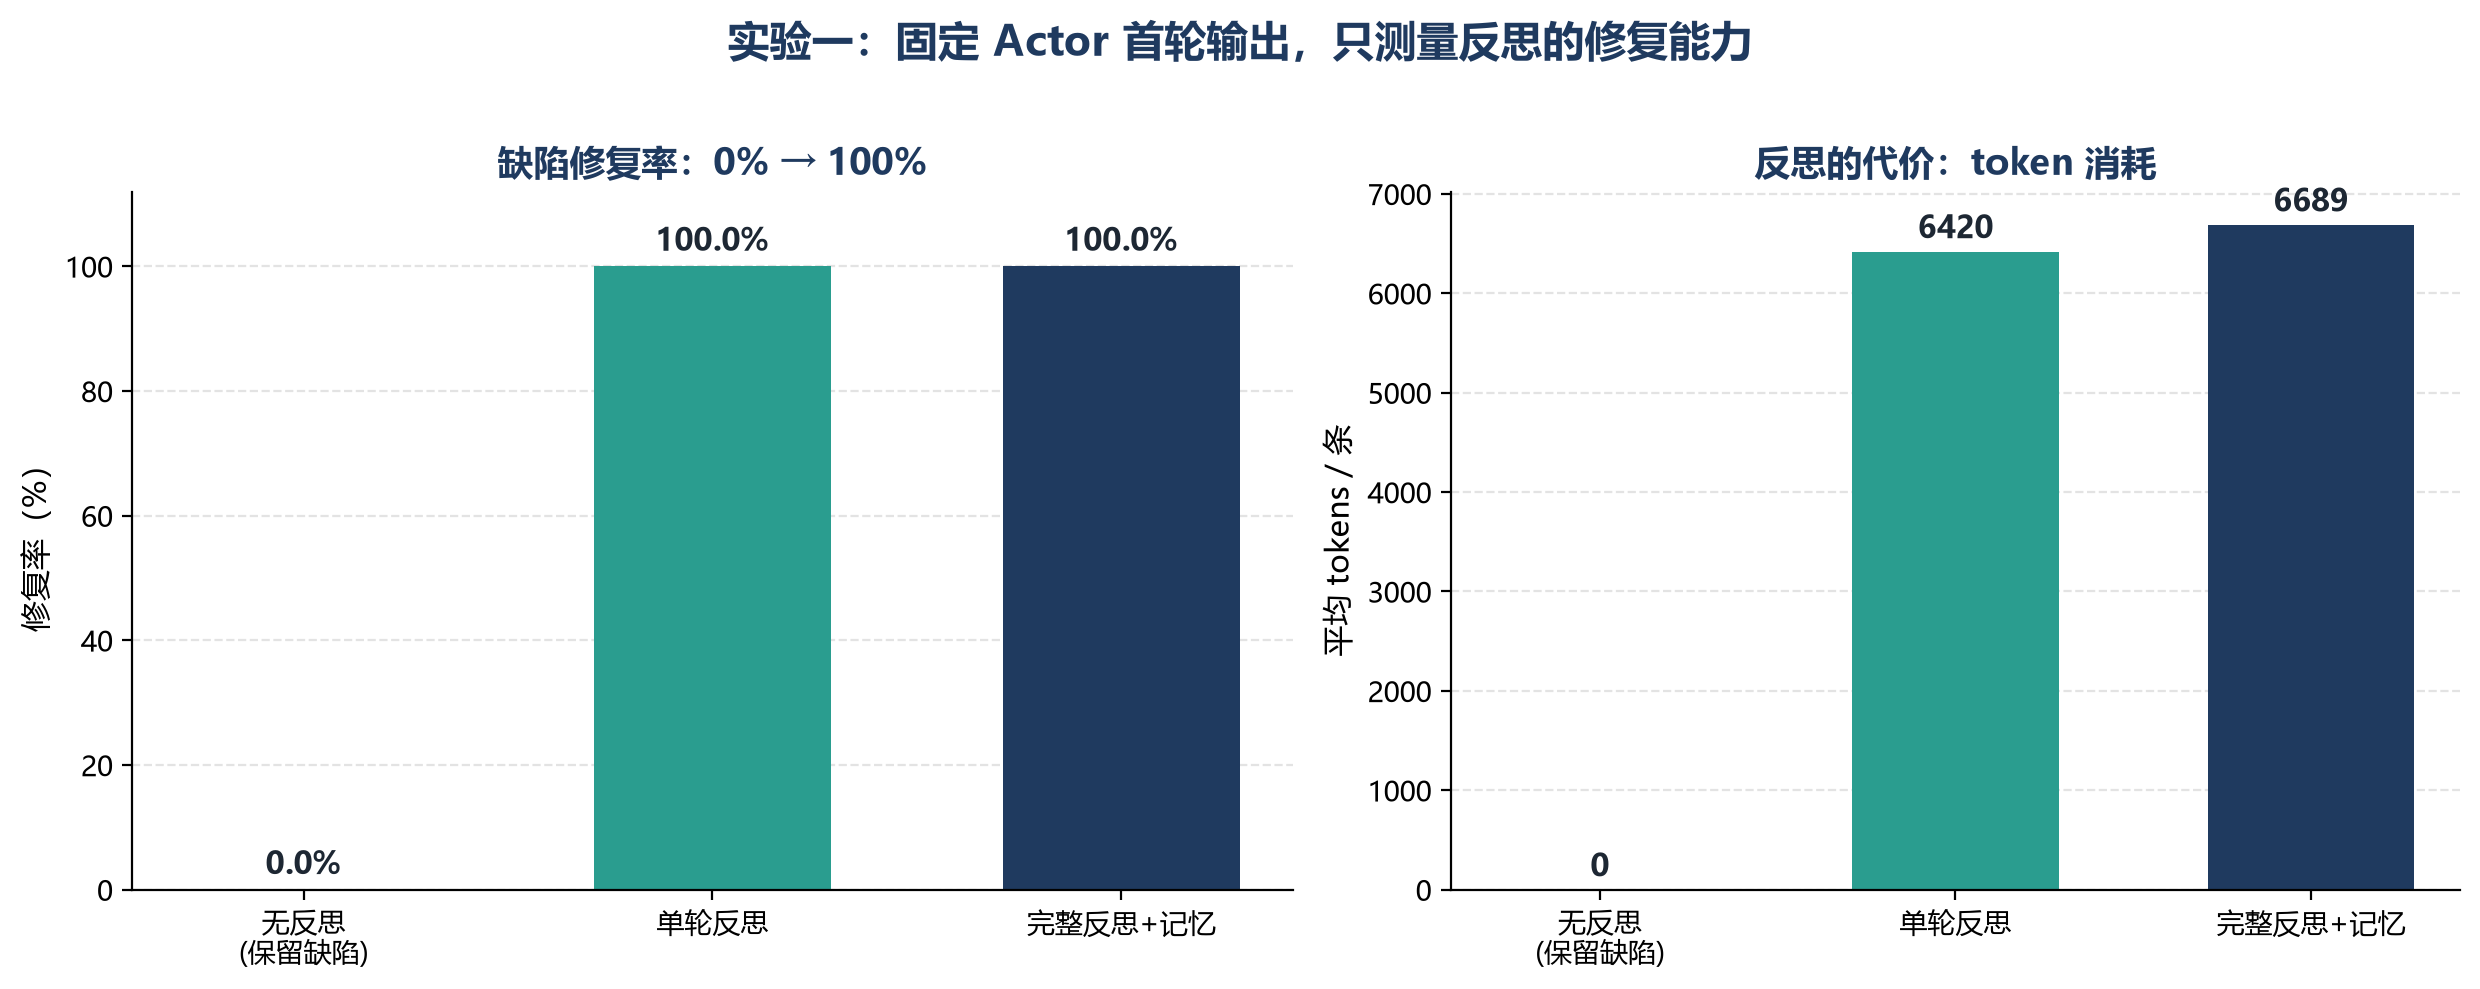 实验一：固定 Actor 首轮输出，只测量反思的修复能力
缺陷修复率：0% → 100%
修复率（%）
100
80
60
40
20
0
0.0%
100.0%
100.0%
无反思
(保留缺陷)
单轮反思
完整反思+记忆
反思的代价：token 消耗
平均 tokens / 条
7000
6000
5000
4000
3000
2000
1000
0
0
6420
6689
无反思
(保留缺陷)
单轮反思
完整反思+记忆